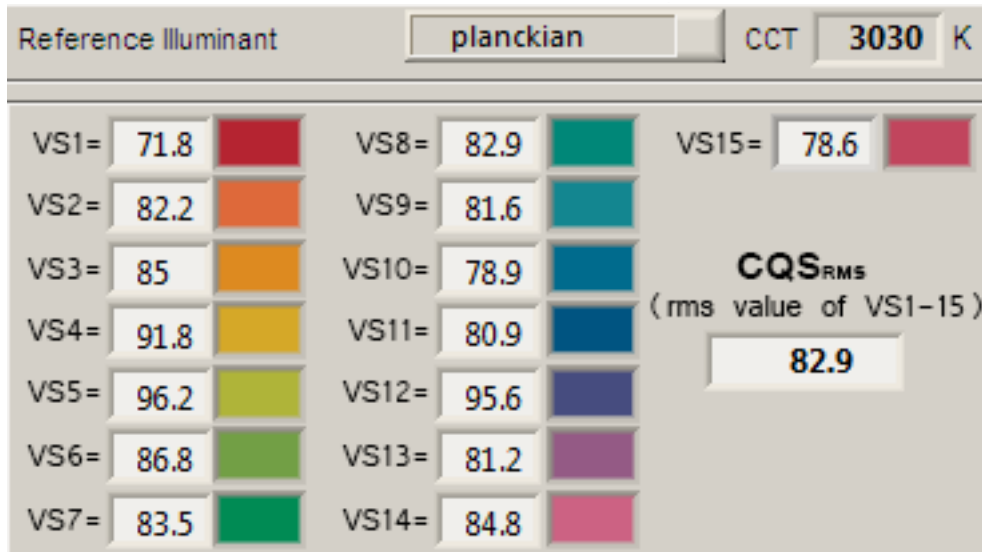 Reference Illuminant planckian CCT 3030 K
VS1= 71.8 VS8= 82.9 VS15= 78.6
VS2= 82.2 VS9= 81.6
VS3= 85 VS10= 78.9 CQSRMS
VS4= 91.8 VS11= 80.9 (rms value of VS1-15)
VS5= 96.2 VS12= 95.6 82.9
VS6= 86.8 VS13= 81.2
VS7= 83.5 VS14= 84.8